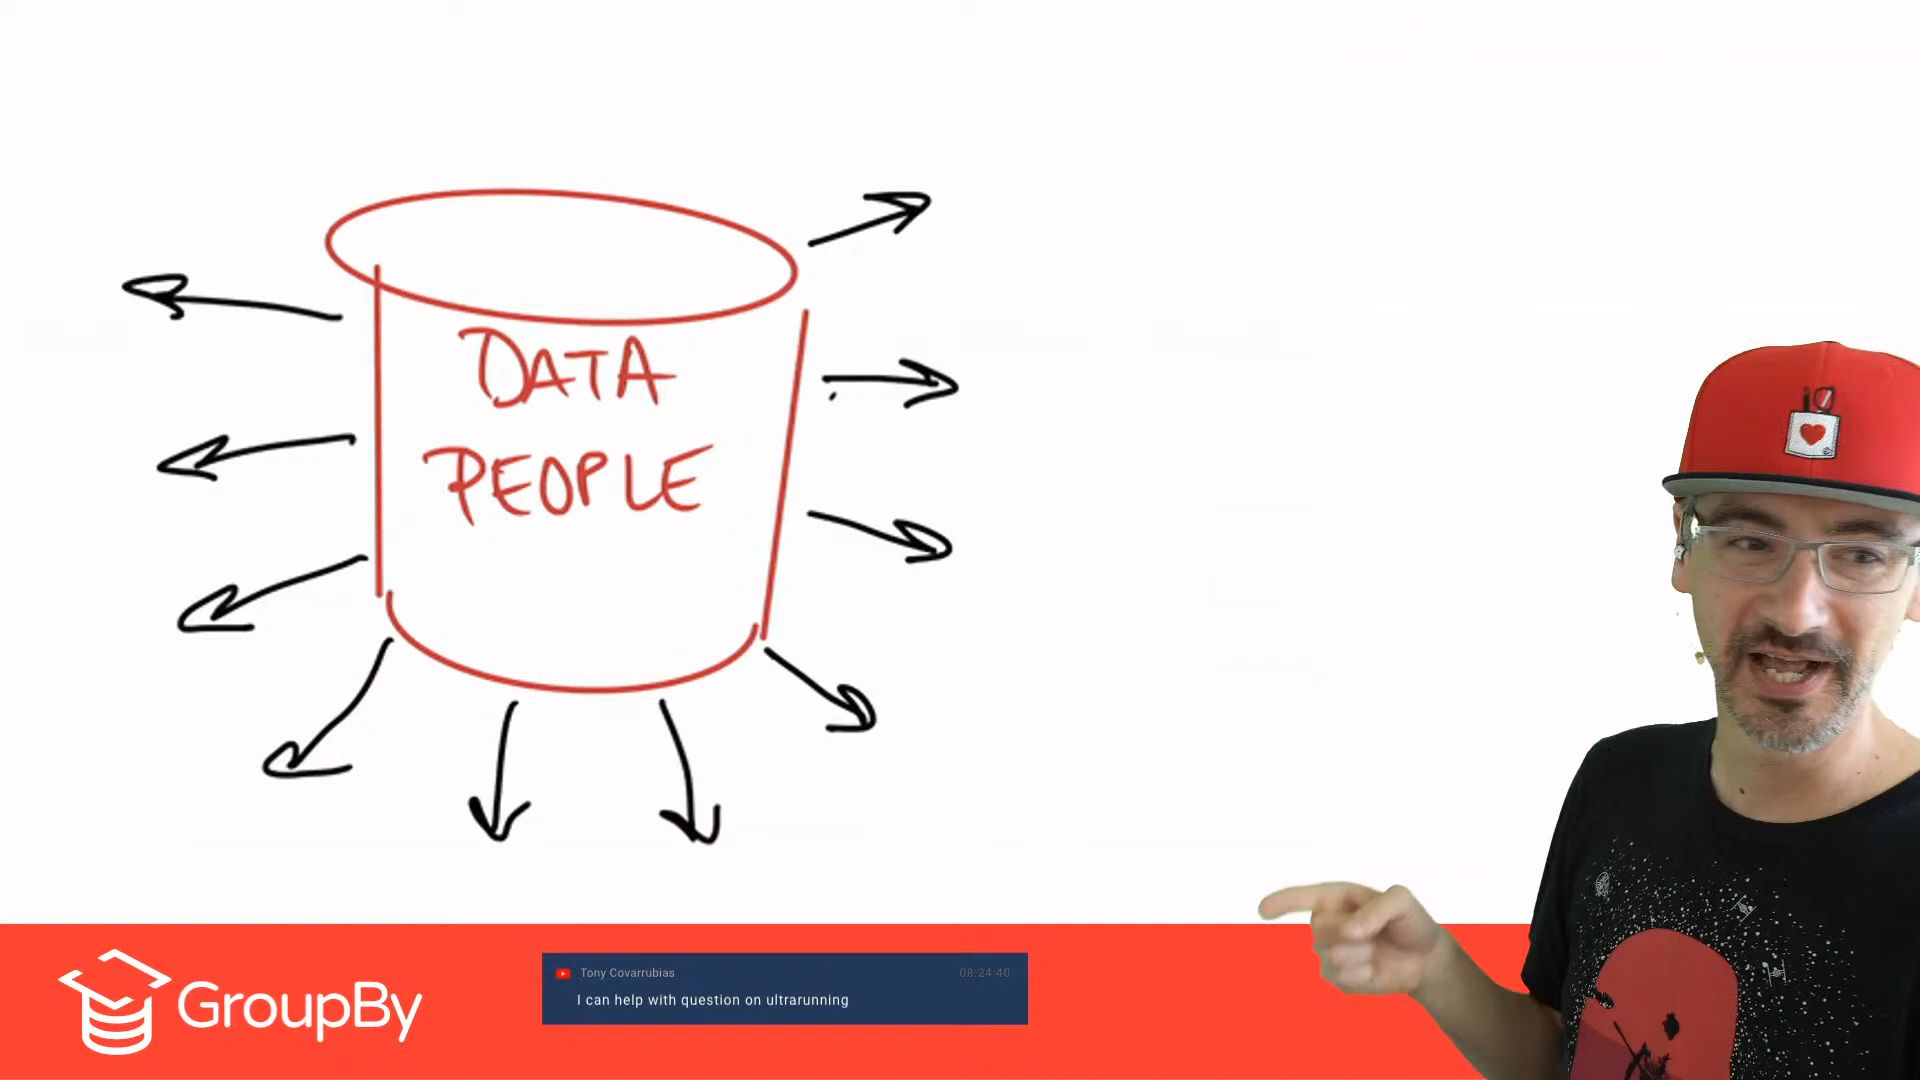 DATA
PEOPLE
GroupBy
Tony Covarrubias 08:24:40
I can help with question on ultrarunning